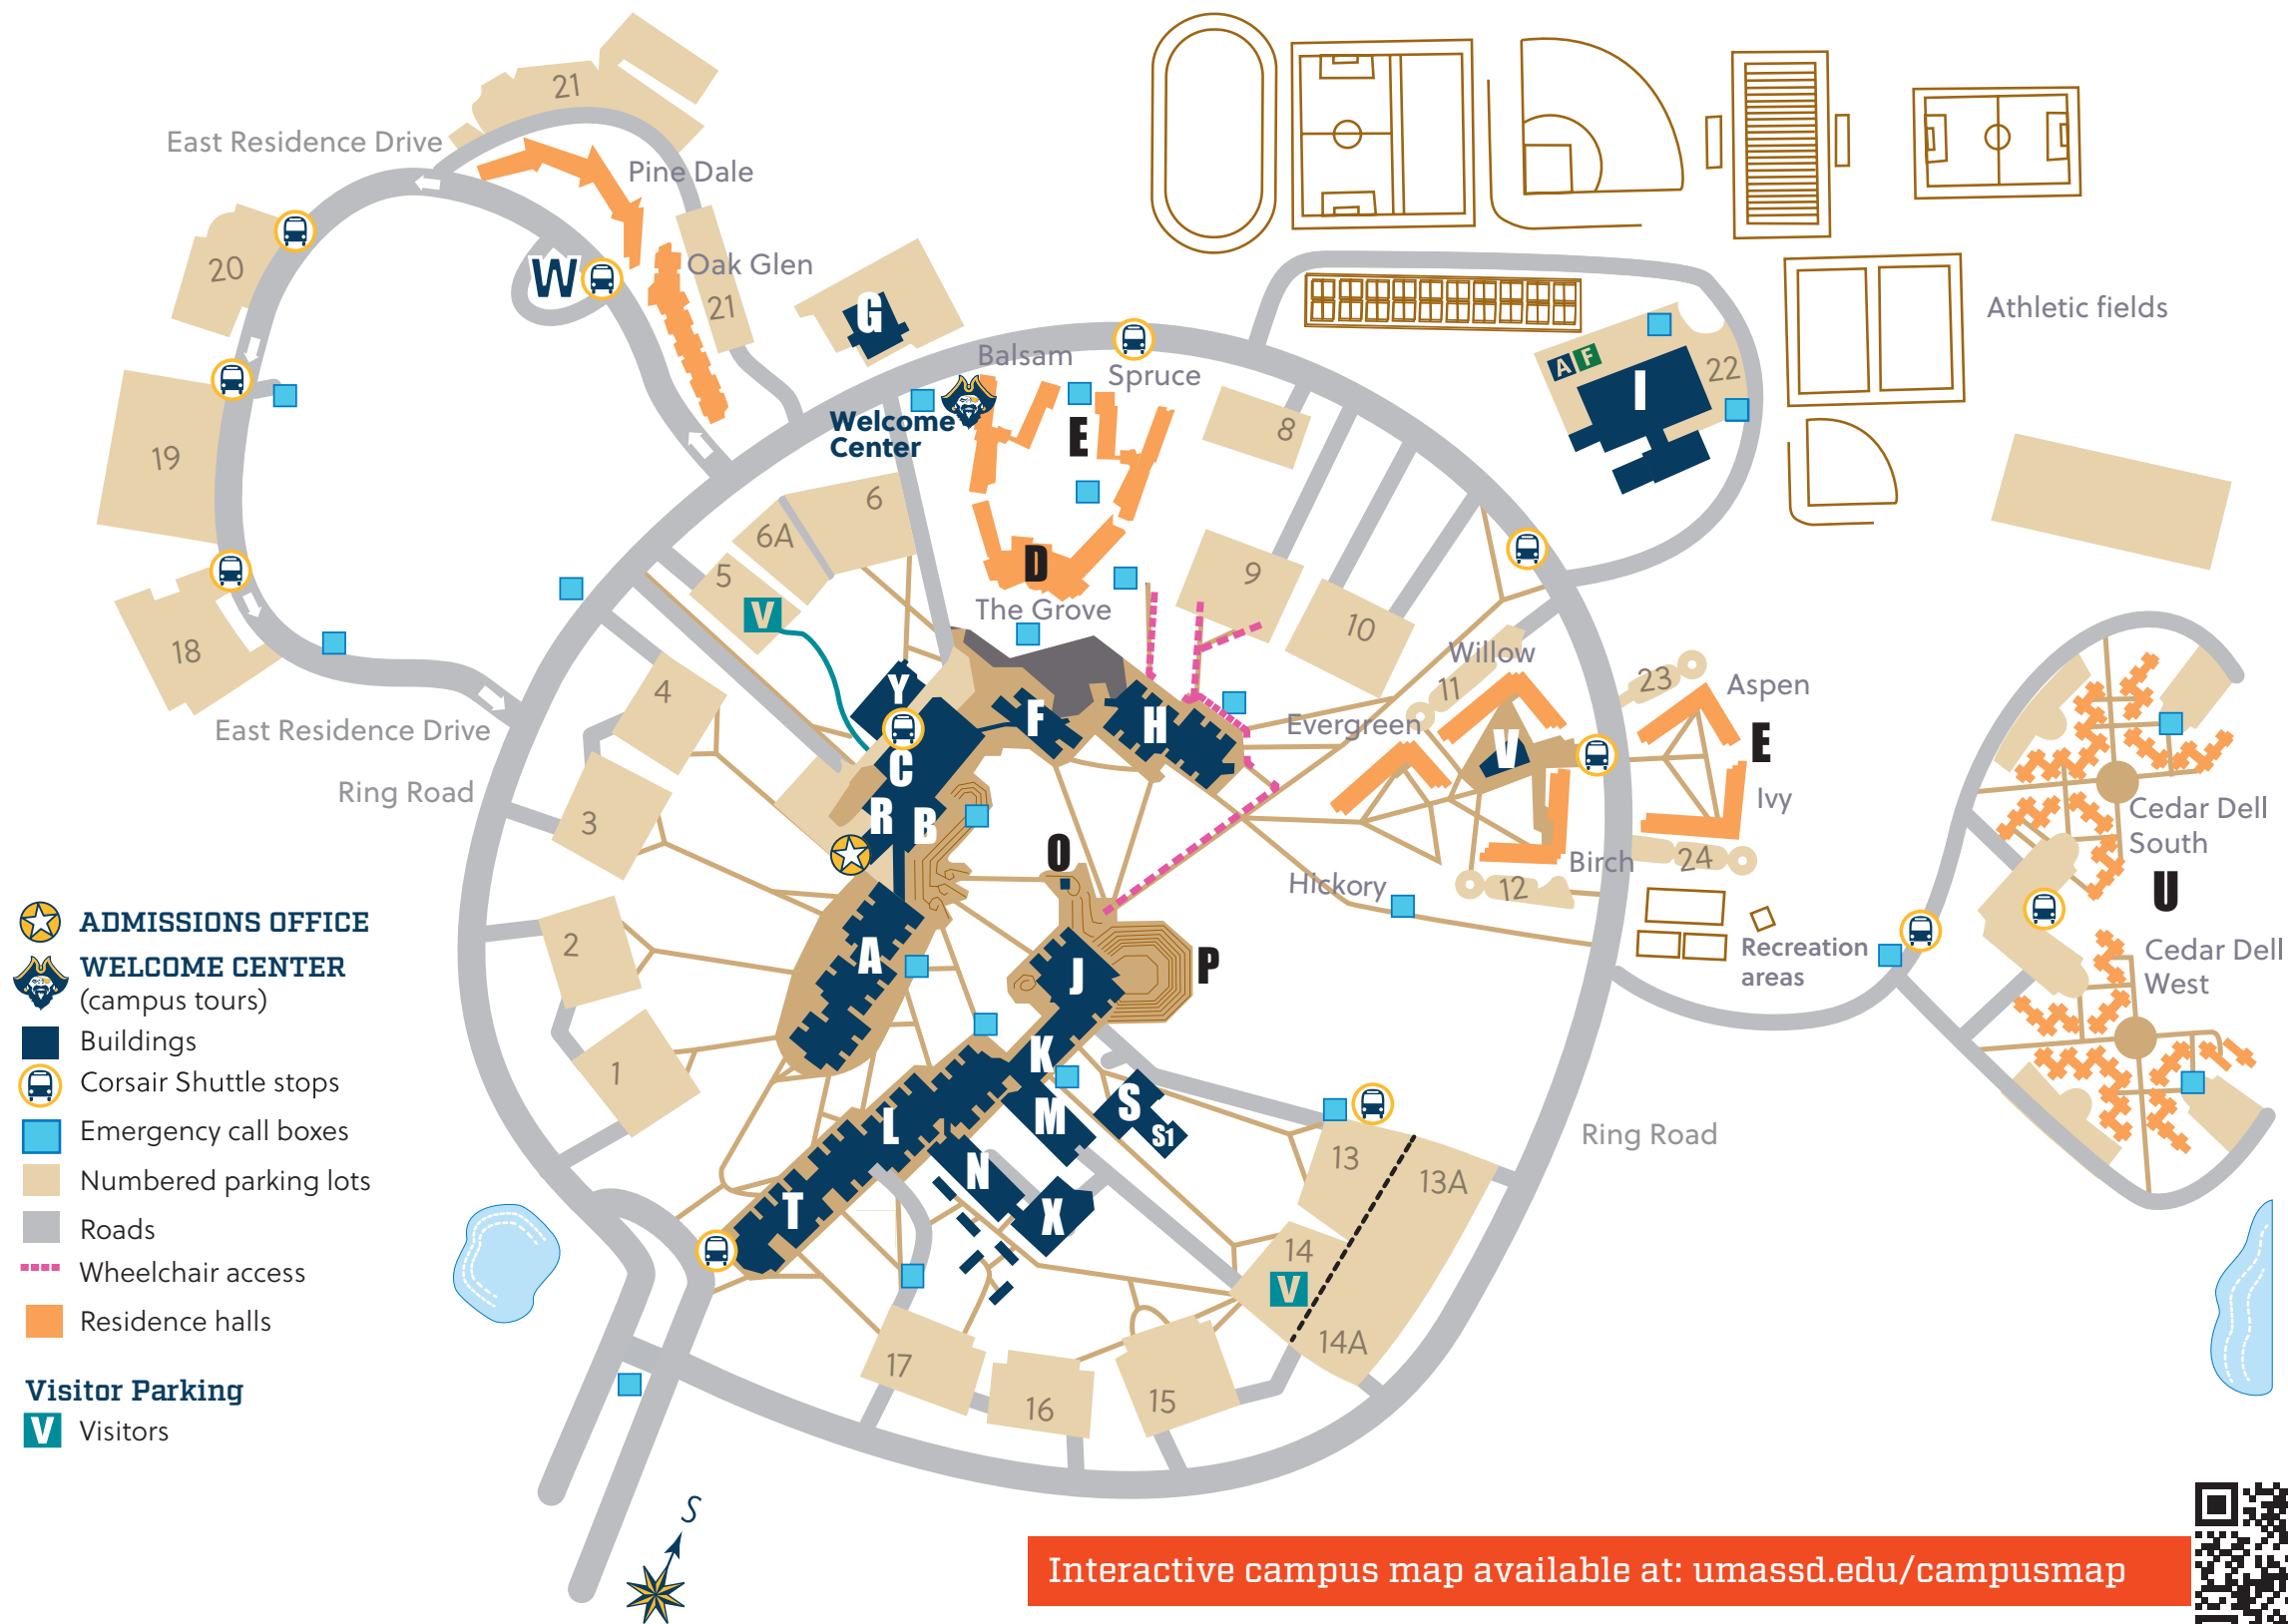 21
East Residence Drive
Pine Dale
20
W
Oak Glen
21
G
Athletic fields
Balsam
Spruce
A F
22
I
Welcome
Center
E
8
19
6
6A
5
V
D
9
The Grove
10
18
4
Y
F
H
Willow
11
Evergreen
V
23
Aspen
E
Ivy
East Residence Drive
Ring Road
C
R
B
3
O
Hickory
Birch
12
24
Cedar Dell
South
U
Recreation
areas
Cedar Dell
West
ADMISSIONS OFFICE
WELCOME CENTER
(campus tours)
Buildings
Corsair Shuttle stops
Emergency call boxes
Numbered parking lots
Roads
Wheelchair access
Residence halls
Visitor Parking
V Visitors
2
A
J
P
1
K
L
M
S
S1
N
X
T
Ring Road
13
13A
14
V
14A
17
16
15
S
Interactive campus map available at: umassd.edu/campusmap